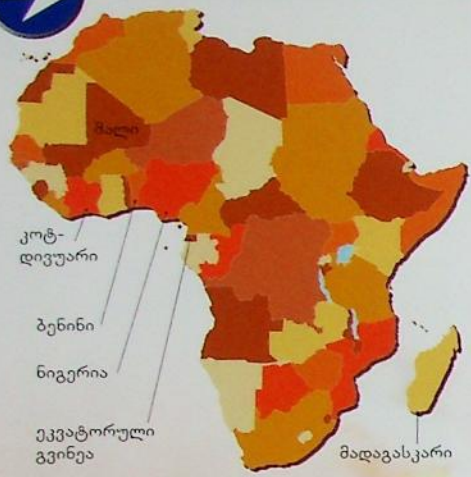 მალი
კოტ-
დივუარი
ბენინი
ნიგერია
ეკვატორული
გვინეა
მადაგასკარი